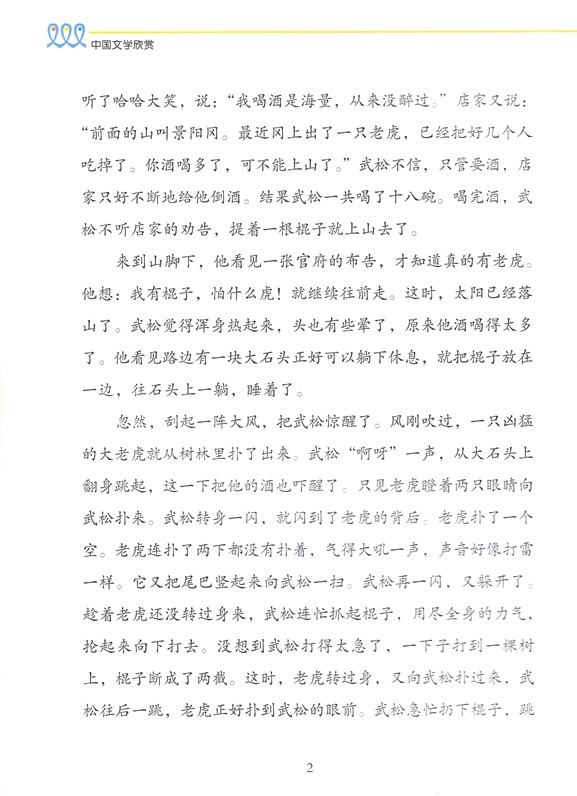 中国文学欣赏
听了哈哈大笑，说：“我喝酒是海量，从来没醉过。”店家又说：
“前面的山叫景阳冈。最近冈上出了一只老虎，已经把好几个人
吃掉了。你酒喝多了，可不能上山了。”武松不信，只管要酒，店
家只好不断地给他倒酒。结果武松一共喝了十八碗。喝完酒，武
松不听店家的劝告，提着一根棍子就上山去了。
来到山脚下，他看见一张官府的布告，才知道真的有老虎。
他想：我有棍子，怕什么虎！就继续往前走。这时，太阳已经落
山了。武松觉得浑身热起来，头也有些晕了，原来他酒喝得太多
了。他看见路边有一块大石头正好可以躺下休息，就把棍子放在
一边，往石头上一躺，睡着了。
忽然，刮起一阵大风，把武松惊醒了。风刚吹过，一只凶猛
的大老虎就从树林里扑了出来。武松“啊呀”一声，从大石头上
翻身跳起，这一下把他的酒也吓醒了。只见老虎瞪着两只眼睛向
武松扑来。武松转身一闪，就闪到了老虎的背后。老虎扑了一个
空。老虎连扑了两下都没有扑着，气得大吼一声，声音好像打雷
一样。它又把尾巴竖起来向武松一扫。武松再一闪，又躲开了。
趁着老虎还没转过身来，武松连忙抓起棍子，用尽全身的力气，
抡起来向下打去。没想到武松打得太急了，一下子打到一棵树
上，棍子断成了两截。这时，老虎转过身，又向武松扑过来，武
松往后一跳，老虎正好扑到武松的眼前。武松急忙扔下棍子，跳
2